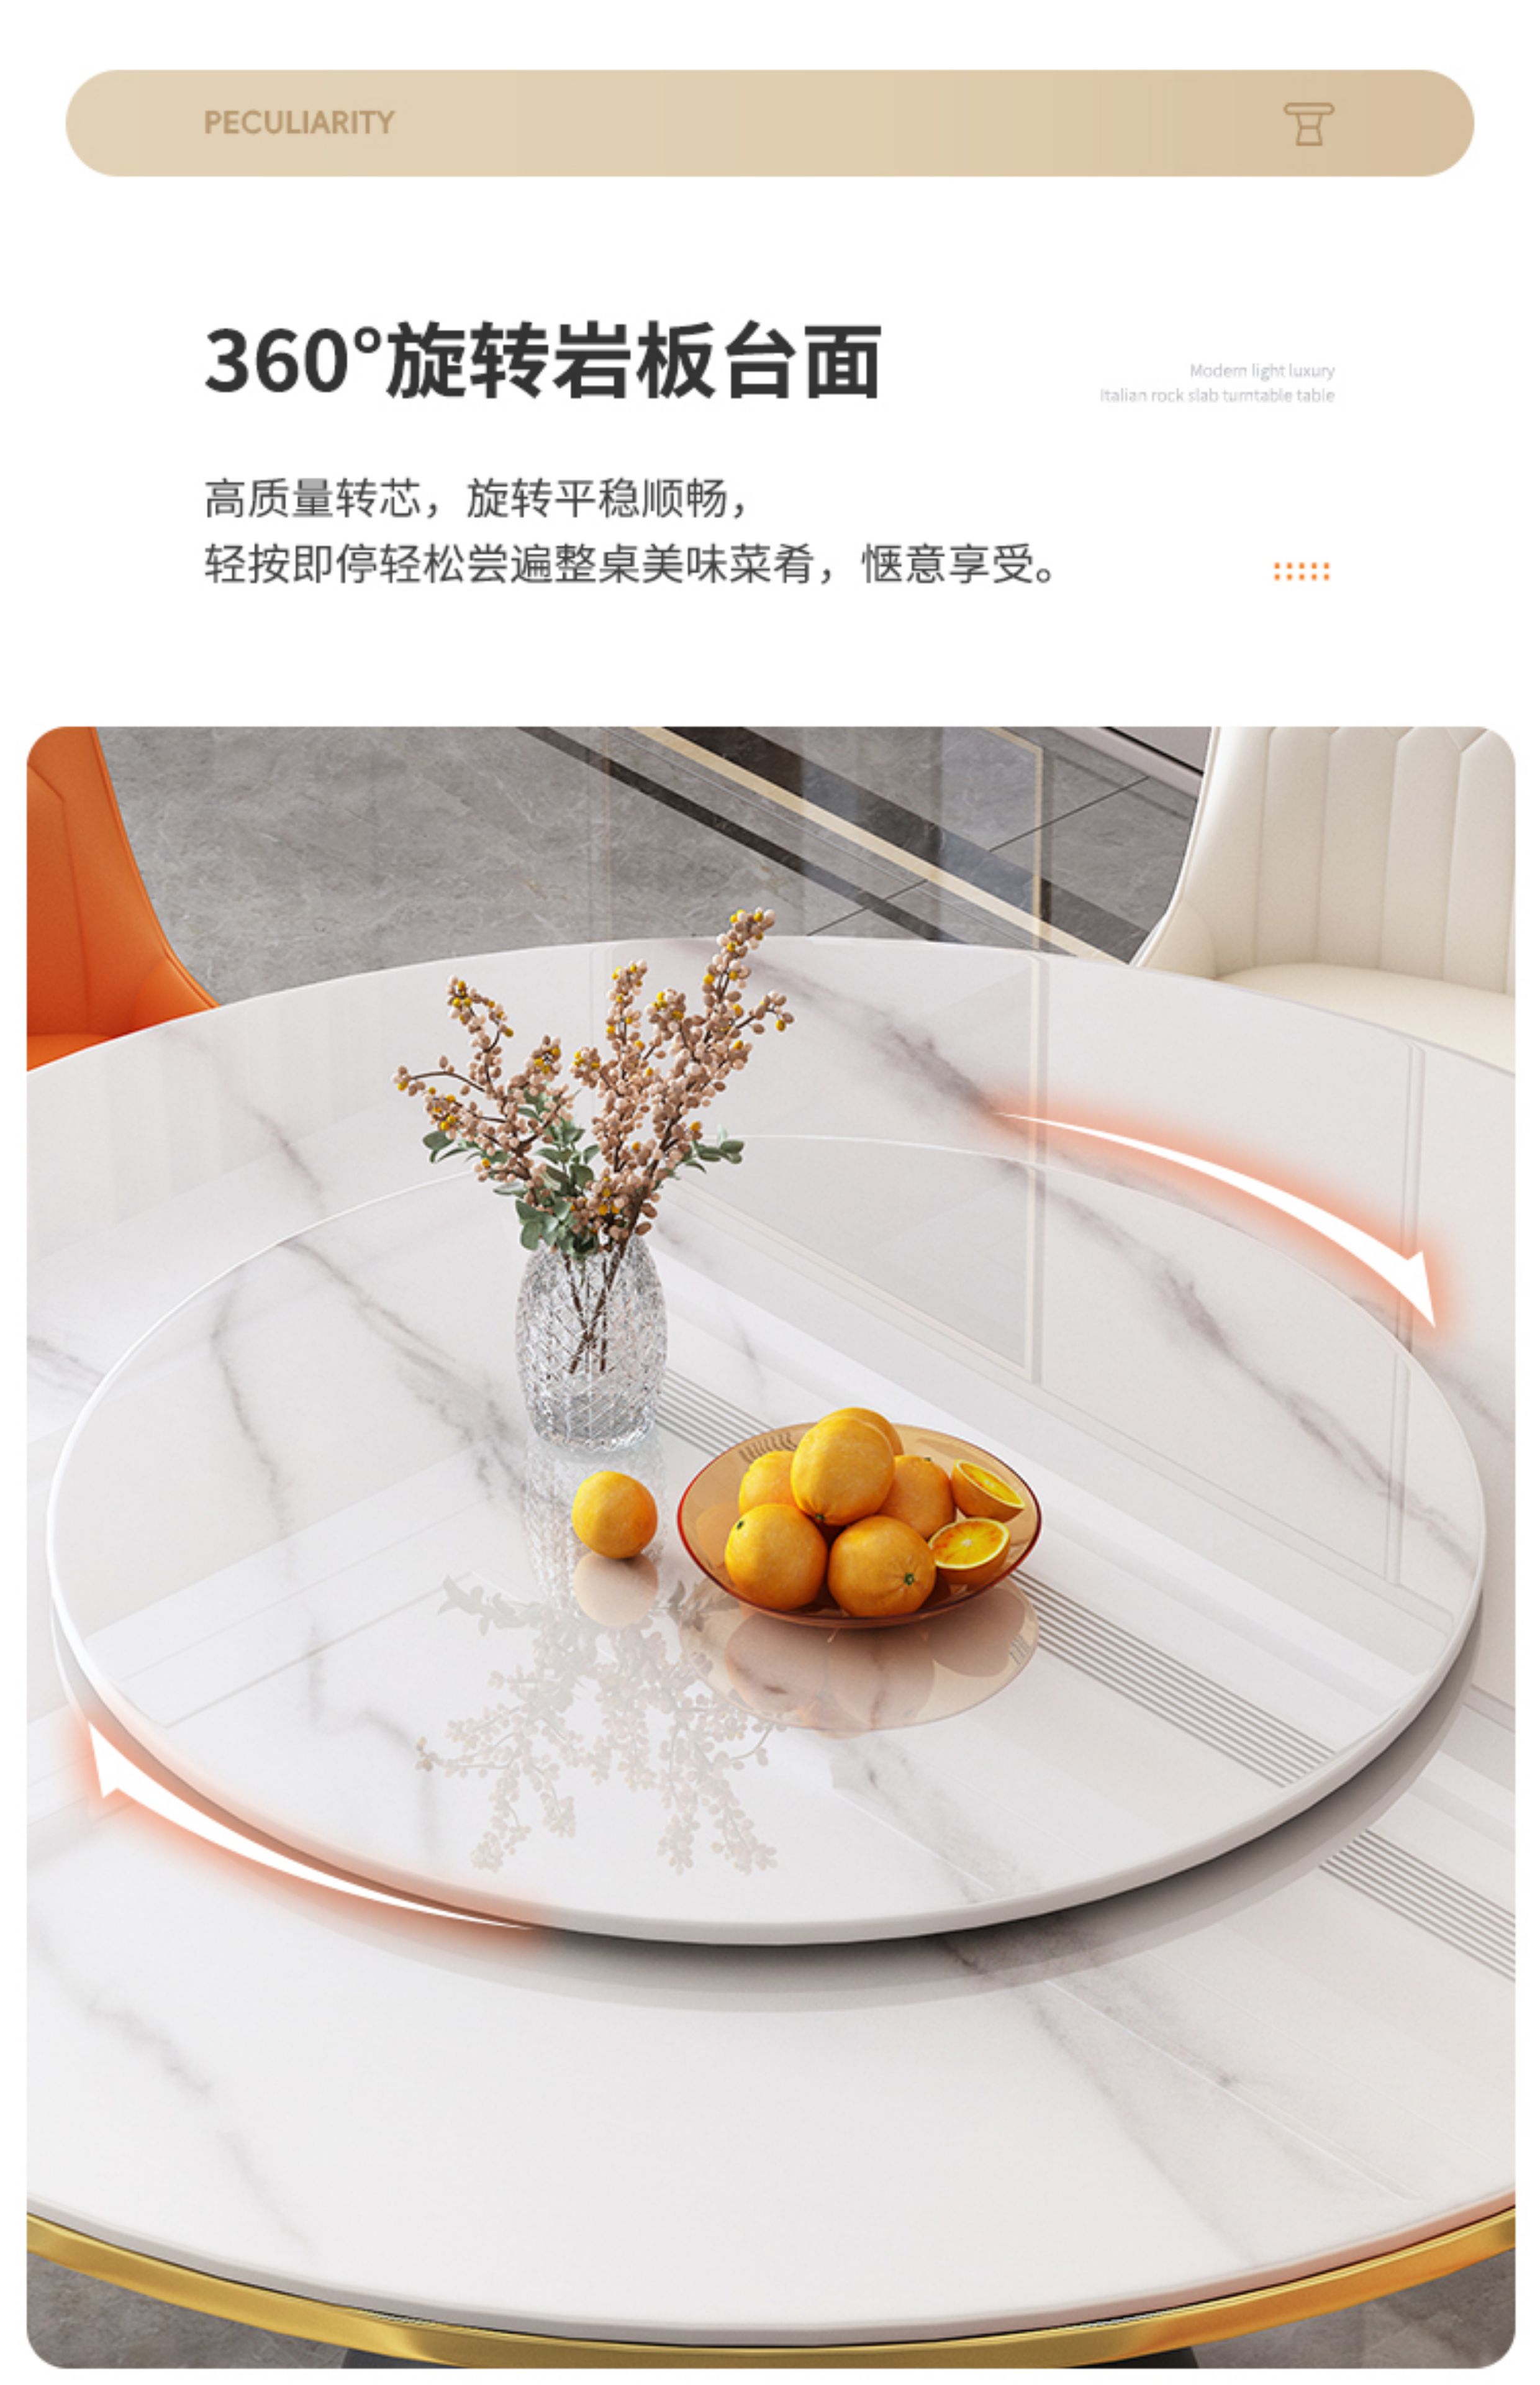 PECULIARITY
360°旋转岩板台面
Modern light luxury
Italian rock slab turntable table
高质量转芯，旋转平稳顺畅，
轻按即停轻松尝遍整桌美味菜肴，惬意享受。